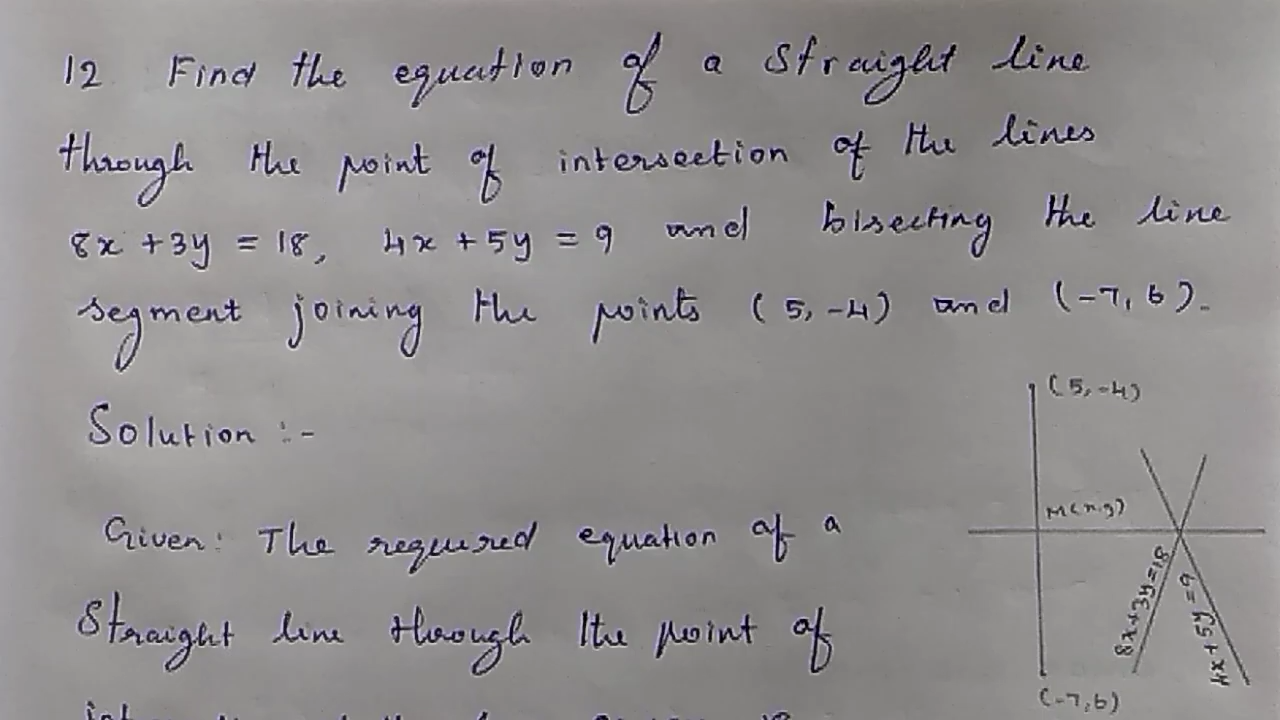 12 Find the equation of a straight line
through the point of intersection of the lines
8x + 3y = 18, 4x + 5y = 9 and bisecting the line
segment joining the points (5, -4) and (-7, 6).
Solution :-
(5, -4)
M(x,y)
8x+3y=18
4x + 5y = 9
(-7, 6)
Given: The required equation of a
straight line through the point of